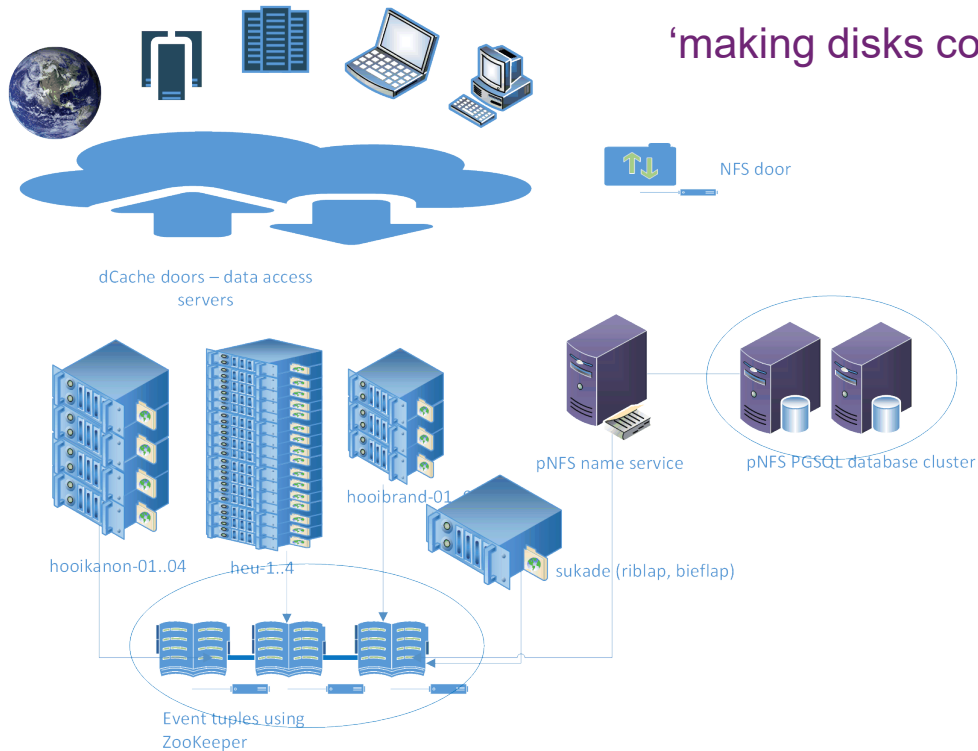 ‘making disks co
NFS door
dCache doors – data access
servers
pNFS name service
pNFS PGSQL database cluster
hooibrand-01..
hooikanon-01..04
heu-1..4
sukade (riblap, bieflap)
Event tuples using
ZooKeeper